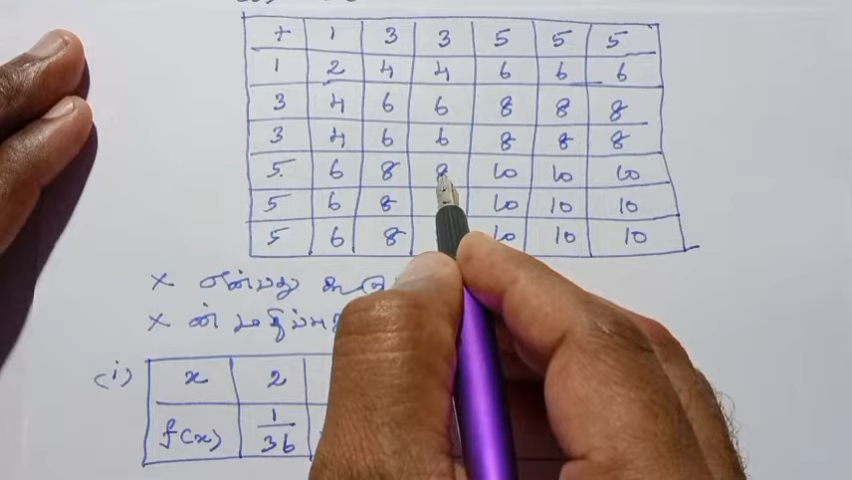 + 1 3 3 5 5 5
1 2 4 4 6 6 6
3 4 6 6 8 8 8
3 4 6 6 8 8 8
5 6 8 8 10 10 10
5 6 8 10 10 10
5 6 8 10 10 10
X என்பது
X ன் மதிப்பு
(i) x 2
f(x) 1/36